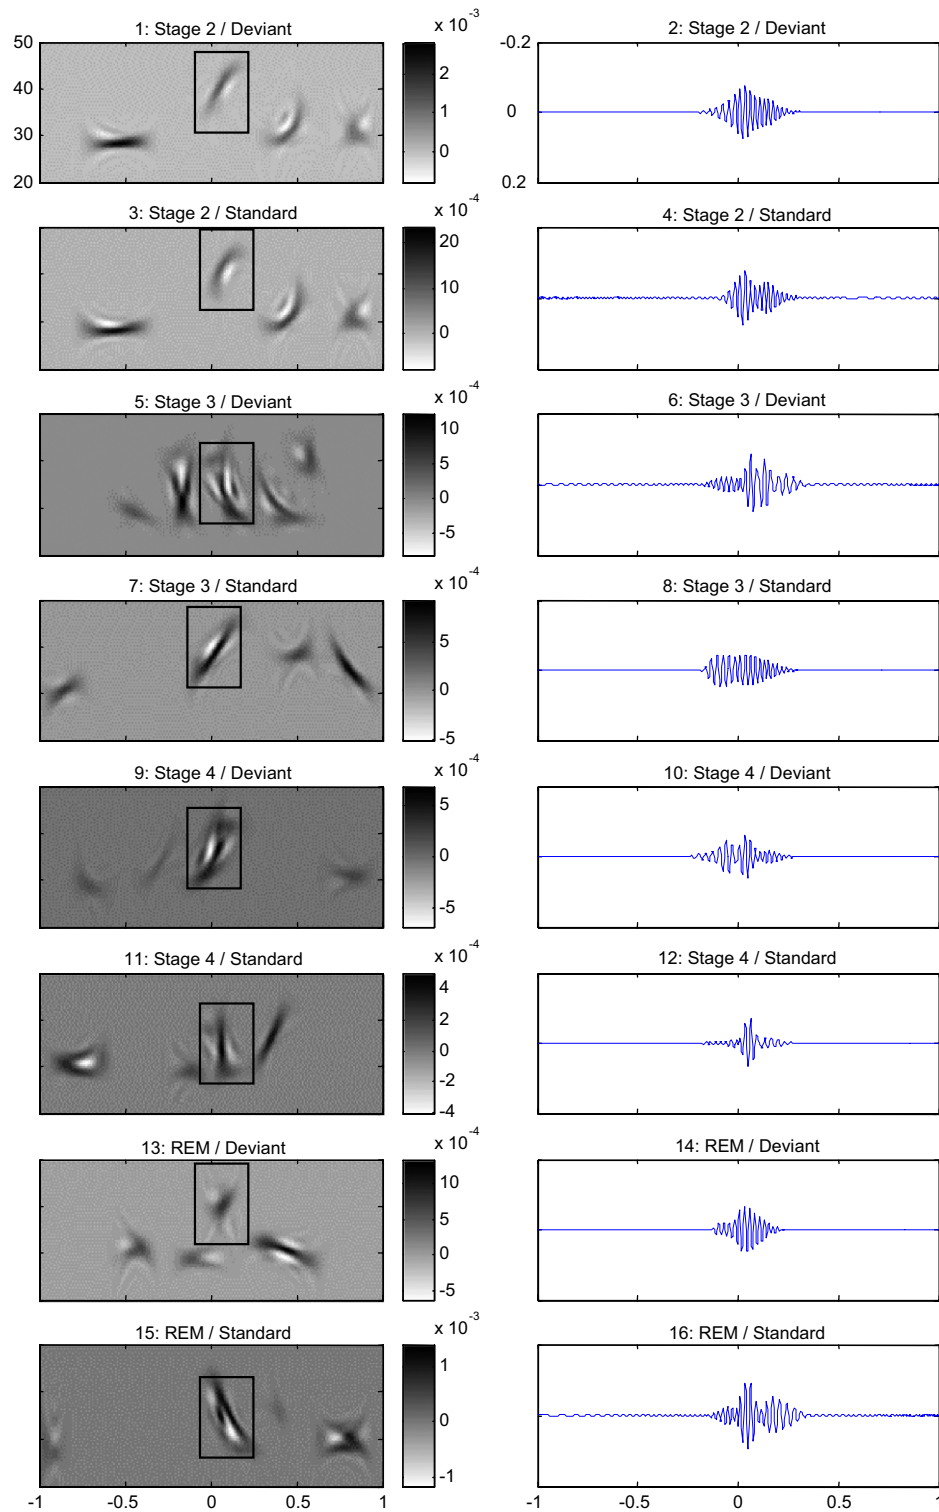 1: Stage 2 / Deviant
x 10-3
2: Stage 2 / Deviant
50
40
30
20
2
1
0
-0.2
0
0.2
3: Stage 2 / Standard
x 10-4
4: Stage 2 / Standard
20
10
0
5: Stage 3 / Deviant
x 10-4
6: Stage 3 / Deviant
10
5
0
-5
7: Stage 3 / Standard
x 10-4
8: Stage 3 / Standard
5
0
-5
9: Stage 4 / Deviant
x 10-4
10: Stage 4 / Deviant
5
0
-5
11: Stage 4 / Standard
x 10-4
12: Stage 4 / Standard
4
2
0
-2
-4
13: REM / Deviant
x 10-4
14: REM / Deviant
10
5
0
-5
15: REM / Standard
x 10-3
16: REM / Standard
1
0
-1
-1 -0.5 0 0.5 1
-1 -0.5 0 0.5 1